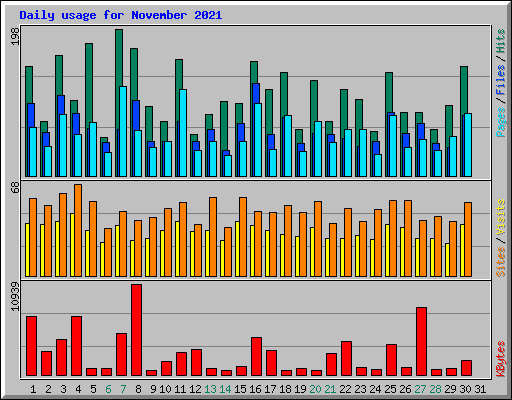 Daily usage for November 2021
198
Pages/Files/Hits
68
Sites/Visits
10939
KBytes
1 2 3 4 5 6 7 8 9 10 11 12 13 14 15 16 17 18 19 20 21 22 23 24 25 26 27 28 29 30 31